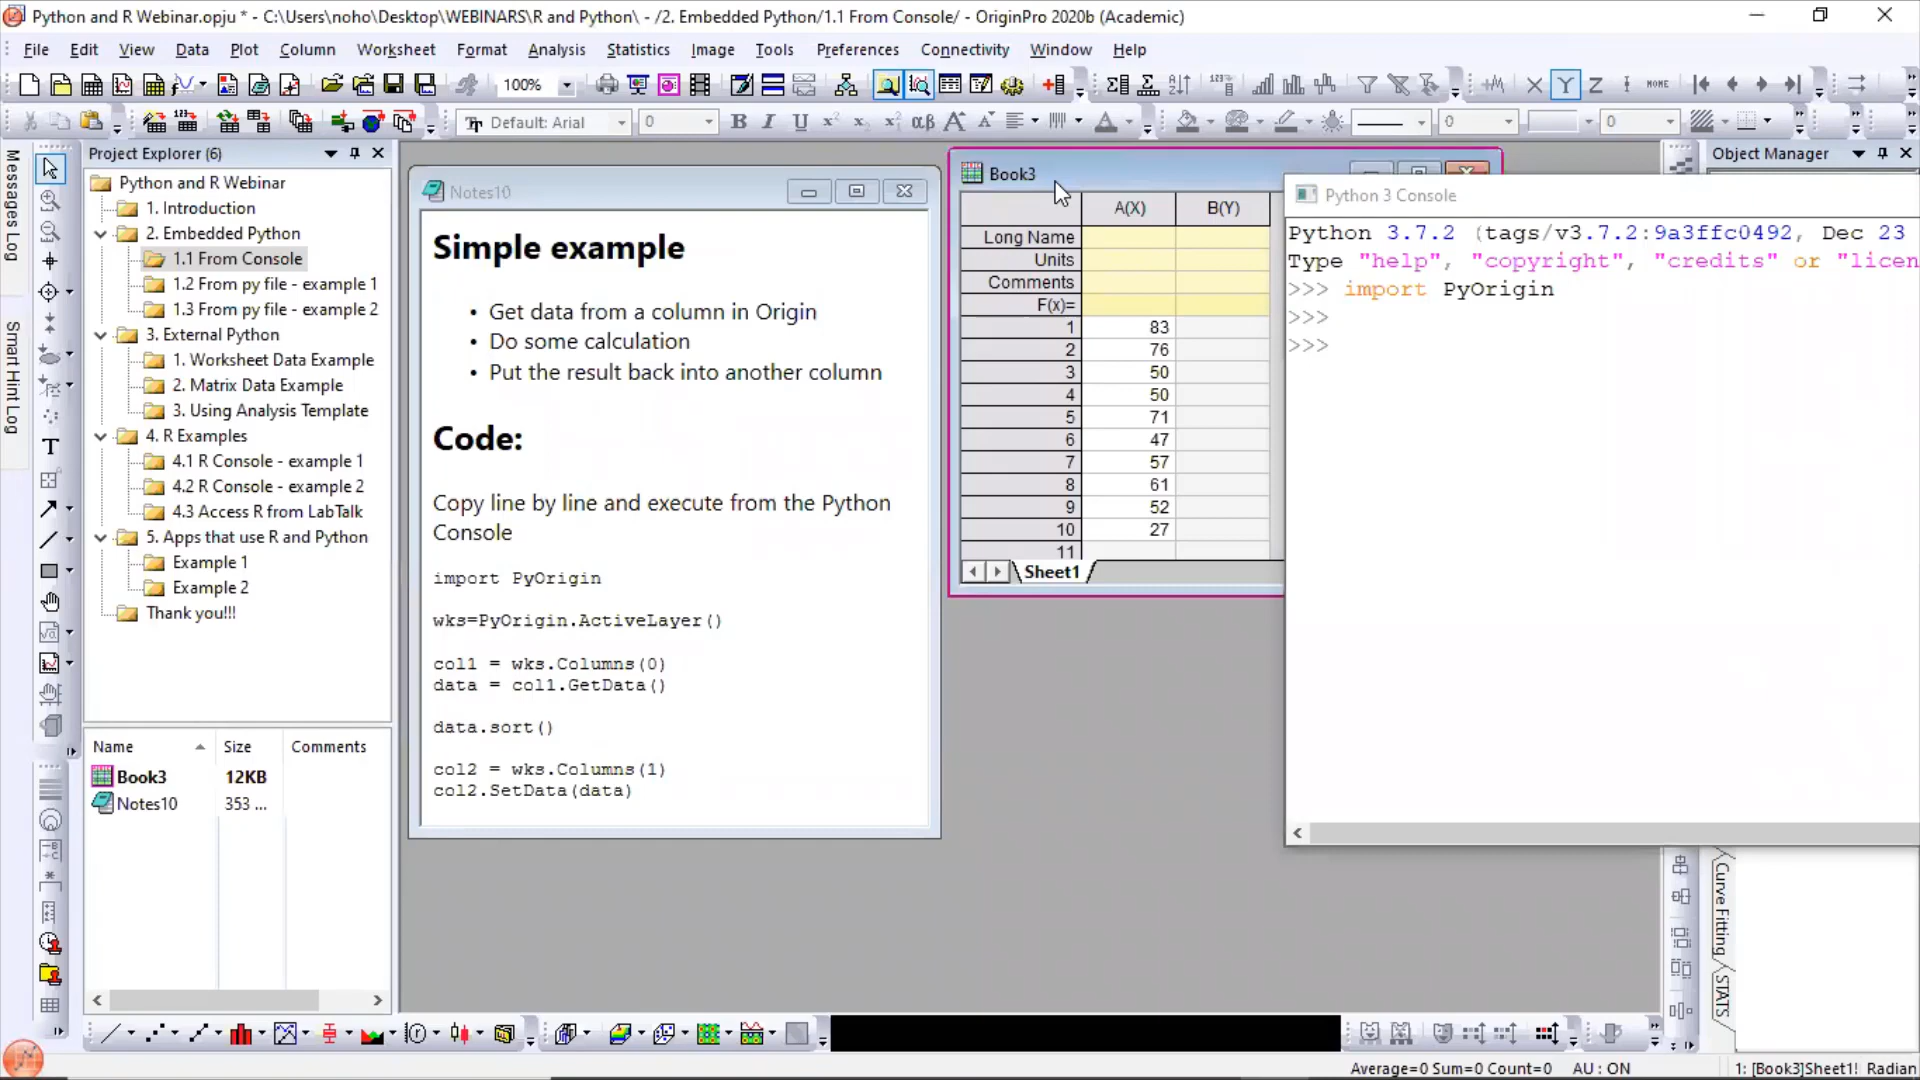 Python and R Webinar.opju * - C:\Users\noho\Desktop\WEBINARS\R and Python\ - /2. Embedded Python/1.1 From Console/ - OriginPro 2020b (Academic)
File Edit View Data Plot Column Worksheet Format Analysis Statistics Image Tools Preferences Connectivity Window Help
100%
X Y Z HOME
Default: Arial 0 B I U αβ A A A 0 0
Messages Log
Smart Hint Log
Project Explorer (6)
Python and R Webinar
1. Introduction
2. Embedded Python
1.1 From Console
1.2 From py file - example 1
1.3 From py file - example 2
3. External Python
1. Worksheet Data Example
2. Matrix Data Example
3. Using Analysis Template
4. R Examples
4.1 R Console - example 1
4.2 R Console - example 2
4.3 Access R from LabTalk
5. Apps that use R and Python
Example 1
Example 2
Thank you!!!
Name Size Comments
Book3 12KB
Notes10 353 ...
Notes10
Simple example
• Get data from a column in Origin
• Do some calculation
• Put the result back into another column
Code:
Copy line by line and execute from the Python
Console
import PyOrigin
wks=PyOrigin.ActiveLayer()
col1 = wks.Columns(0)
data = col1.GetData()
data.sort()
col2 = wks.Columns(1)
col2.SetData(data)
Book3
A(X) B(Y)
Long Name
Units
Comments
F(x)=
1 83
2 76
3 50
4 50
5 71
6 47
7 57
8 61
9 52
10 27
11
Sheet1
Python 3 Console
Python 3.7.2 (tags/v3.7.2:9a3ffc0492, Dec 23
Type "help", "copyright", "credits" or "licen
>>> import PyOrigin
>>>
>>>
Object Manager
Curve Fitting
STATS
Average=0 Sum=0 Count=0 AU : ON 1: [Book3]Sheet1! Radian